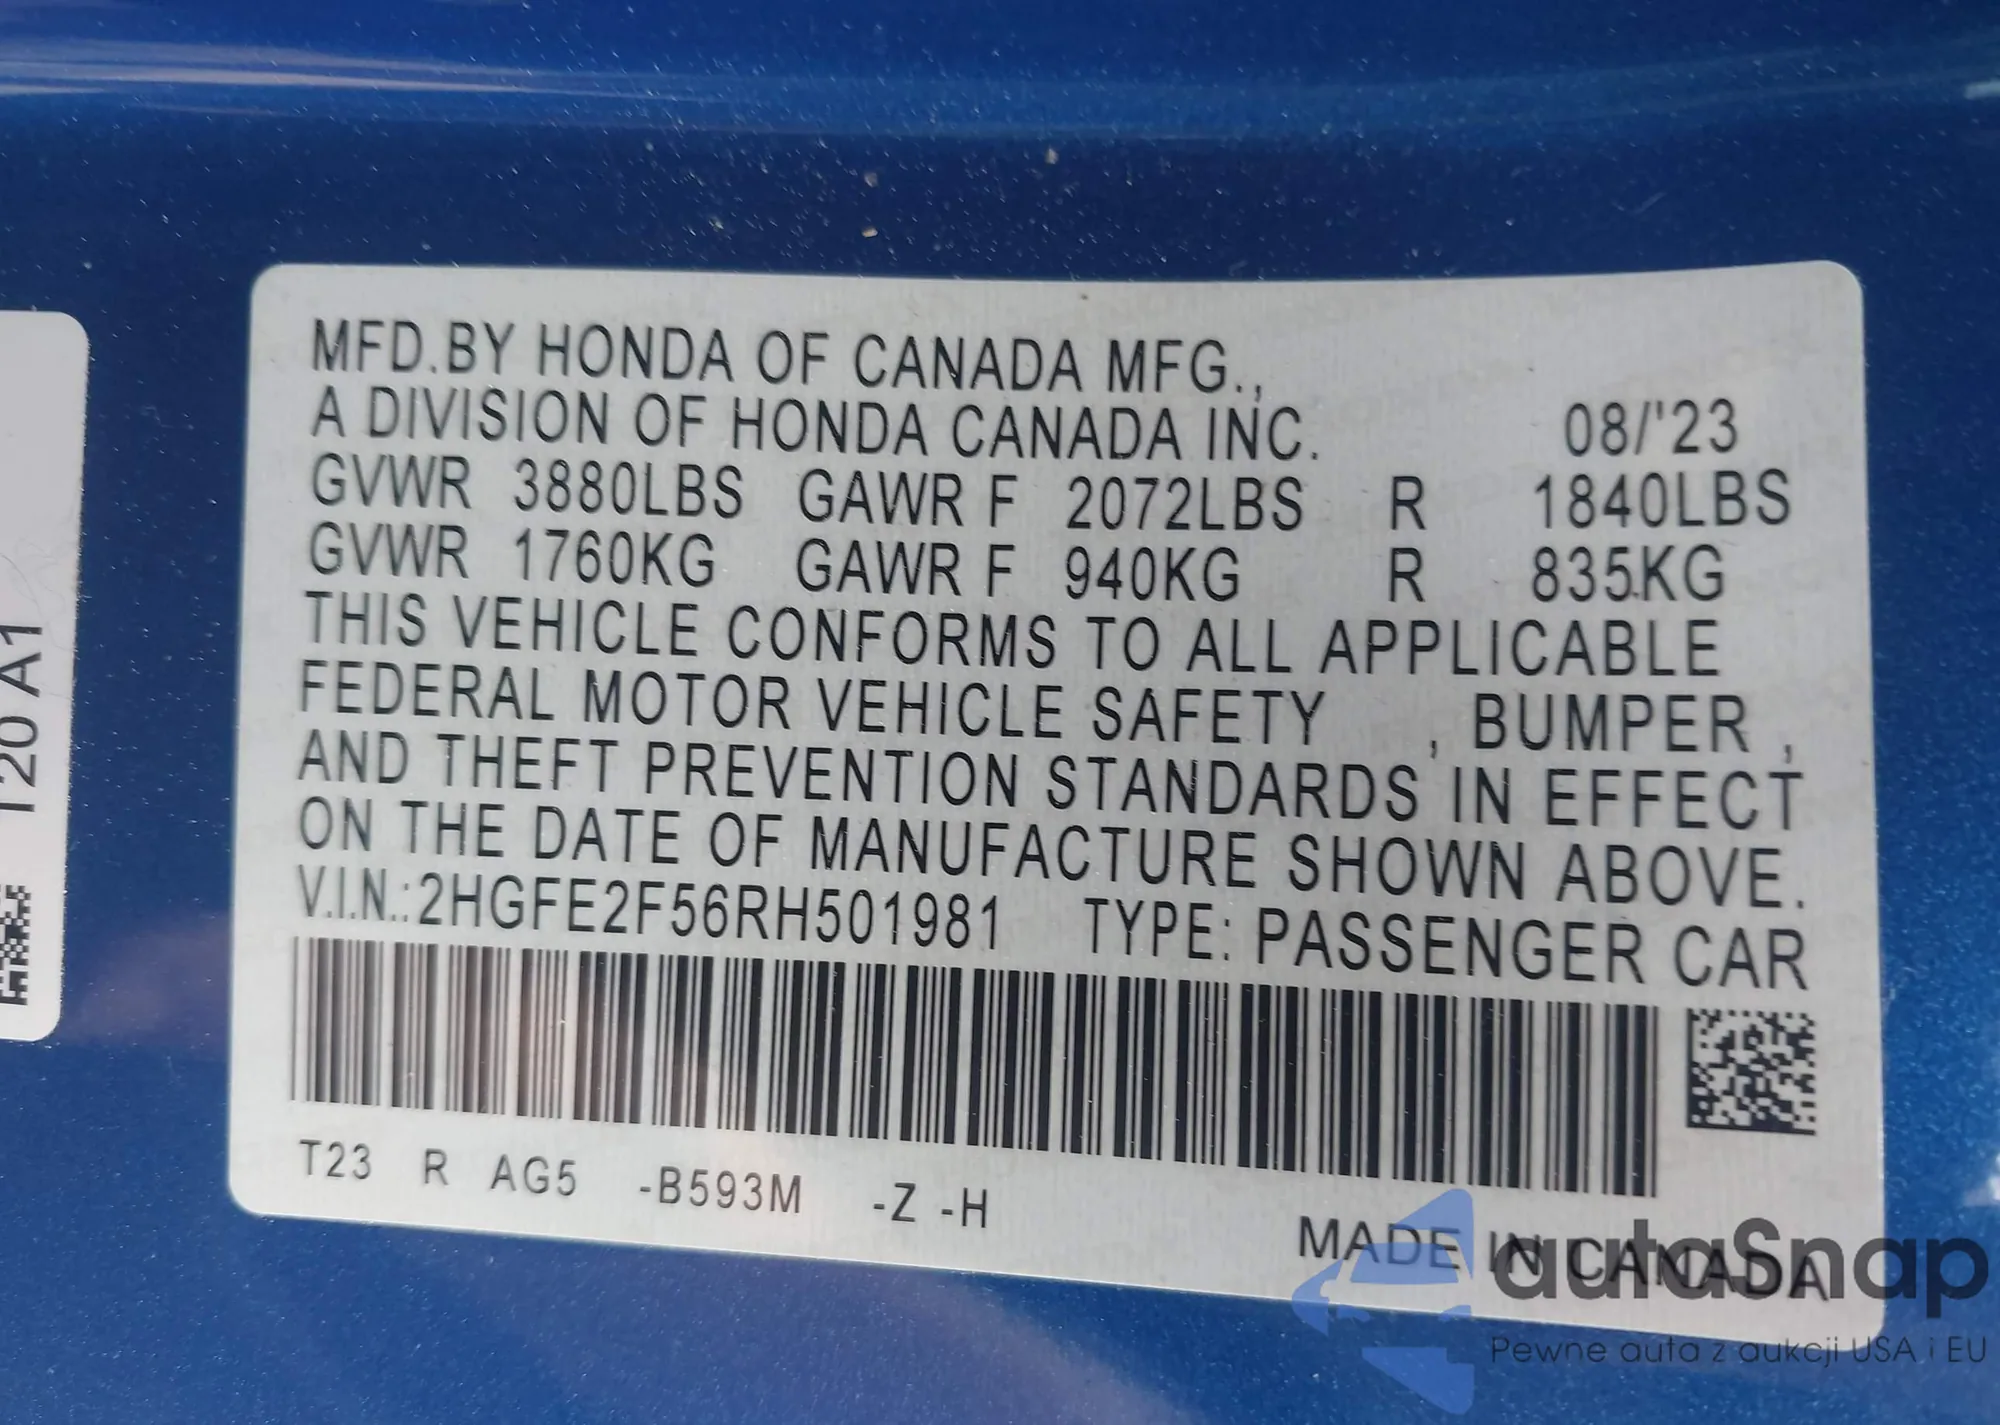 MFD.BY HONDA OF CANADA MFG.,
A DIVISION OF HONDA CANADA INC. 08/'23
GVWR 3880LBS GAWR F 2072LBS R 1840LBS
GVWR 1760KG GAWR F 940KG R 835KG
THIS VEHICLE CONFORMS TO ALL APPLICABLE
FEDERAL MOTOR VEHICLE SAFETY , BUMPER ,
AND THEFT PREVENTION STANDARDS IN EFFECT
ON THE DATE OF MANUFACTURE SHOWN ABOVE.
V.I.N.:2HGFE2F56RH501981 TYPE: PASSENGER CAR
T23 R AG5 -B593M -Z -H
MADE IN CANADA
T20 A1
autaSnap
Pewne auta z aukcji USA i EU